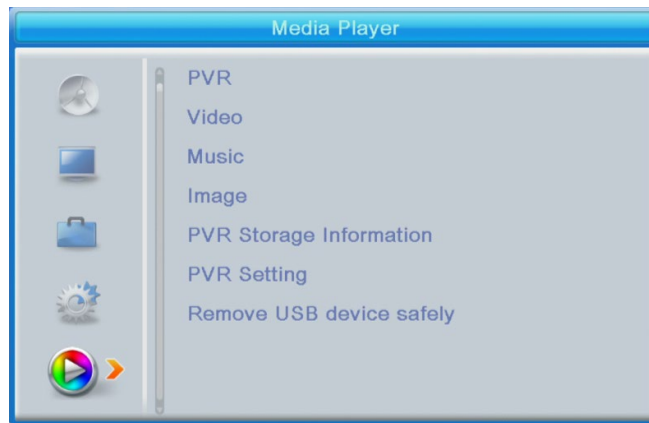 Media Player
PVR
Video
Music
Image
PVR Storage Information
PVR Setting
Remove USB device safely